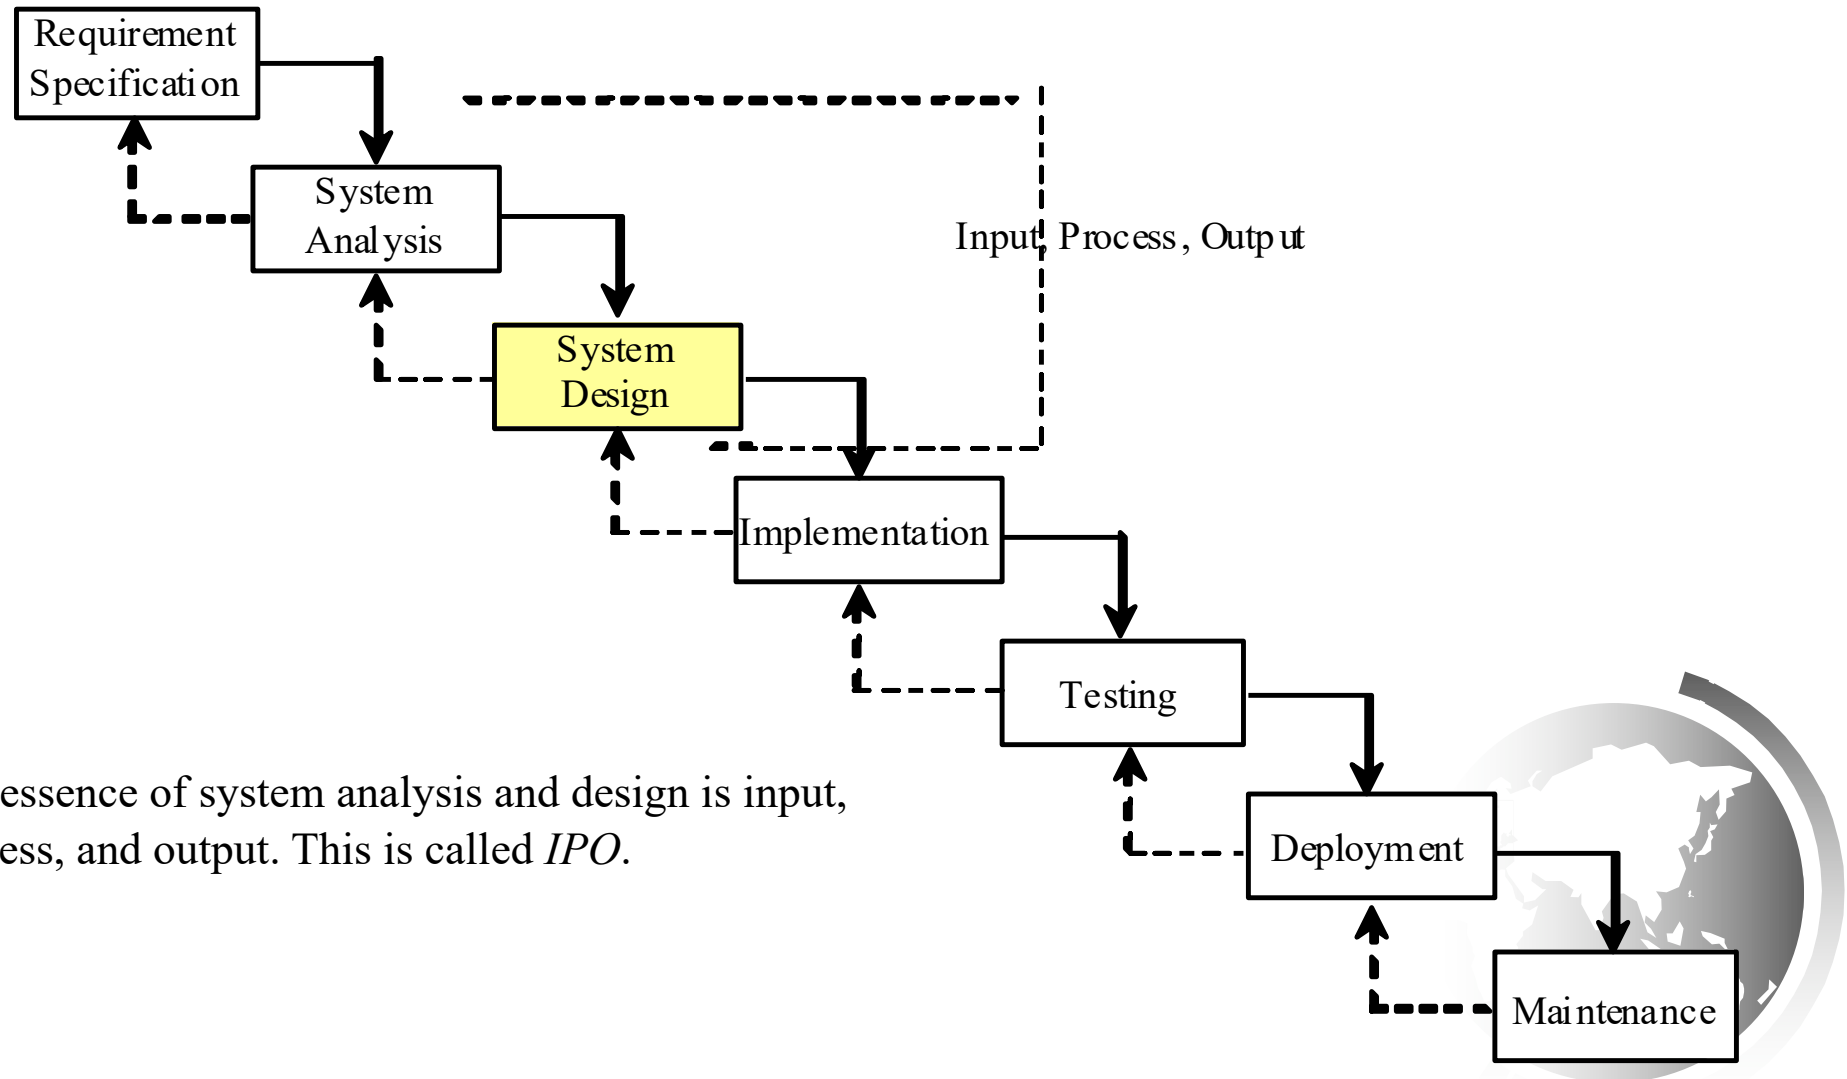 Requirement
Specification
System
Analysis
Input, Process, Output
System
Design
Implementation
Testing
essence of system analysis and design is input,
ess, and output. This is called IPO.
Deployment
Maintenance